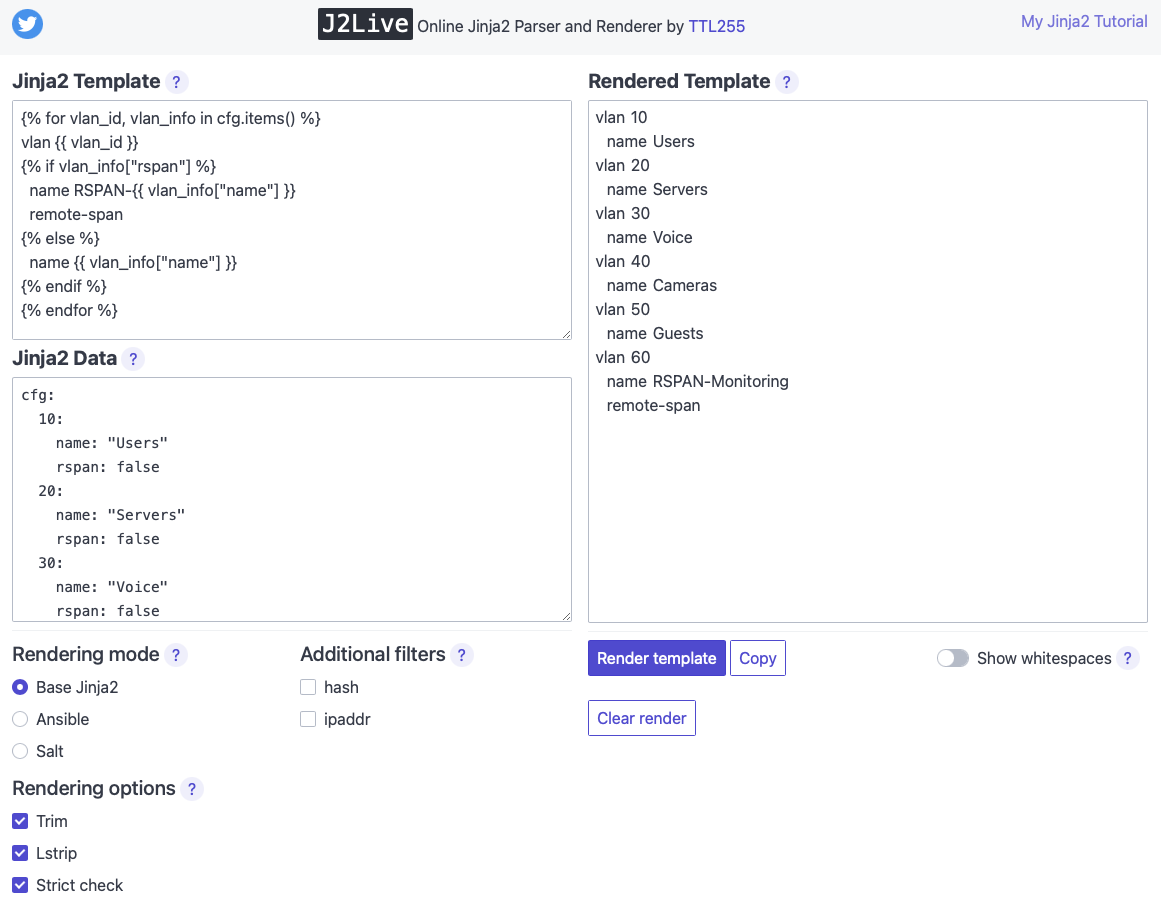 J2Live Online Jinja2 Parser and Renderer by TTL255
My Jinja2 Tutorial
Jinja2 Template ?
{% for vlan_id, vlan_info in cfg.items() %}
vlan {{ vlan_id }}
{% if vlan_info["rspan"] %}
  name RSPAN-{{ vlan_info["name"] }}
  remote-span
{% else %}
  name {{ vlan_info["name"] }}
{% endif %}
{% endfor %}
Jinja2 Data ?
cfg:
  10:
    name: "Users"
    rspan: false
  20:
    name: "Servers"
    rspan: false
  30:
    name: "Voice"
    rspan: false
Rendering mode ?
Base Jinja2
Ansible
Salt
Additional filters ?
hash
ipaddr
Rendering options ?
Trim
Lstrip
Strict check
Rendered Template ?
vlan 10
  name Users
vlan 20
  name Servers
vlan 30
  name Voice
vlan 40
  name Cameras
vlan 50
  name Guests
vlan 60
  name RSPAN-Monitoring
  remote-span
Render template
Copy
Show whitespaces ?
Clear render